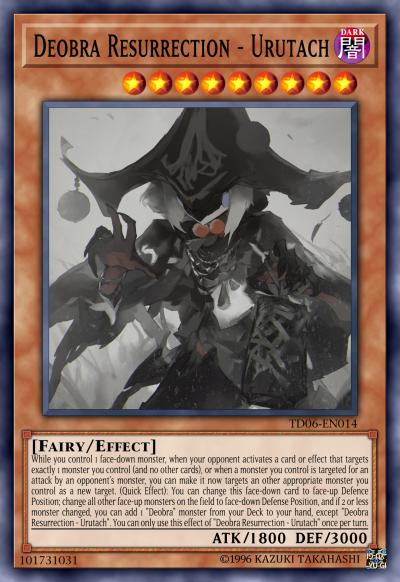 Deobra Resurrection - Urutach
DARK
闇
TD06-EN014
[Fairy/Effect]
While you control 1 face-down monster, when your opponent activates a card or effect that targets
exactly 1 monster you control (and no other cards), or when a monster you control is targeted for an
attack by an opponent's monster, you can make it now targets an other appropriate monster you
control as a new target. (Quick Effect): You can change this face-down card to face-up Defence
Position; change all other face-up monsters on the field to face-down Defense Position, and if 2 or less
monster changed, you can add 1 "Deobra" monster from your Deck to your hand, except "Deobra
Resurrection - Urutach". You can only use this effect of "Deobra Resurrection - Urutach" once per turn.
ATK/1800 DEF/3000
101731031
©1996 KAZUKI TAKAHASHI